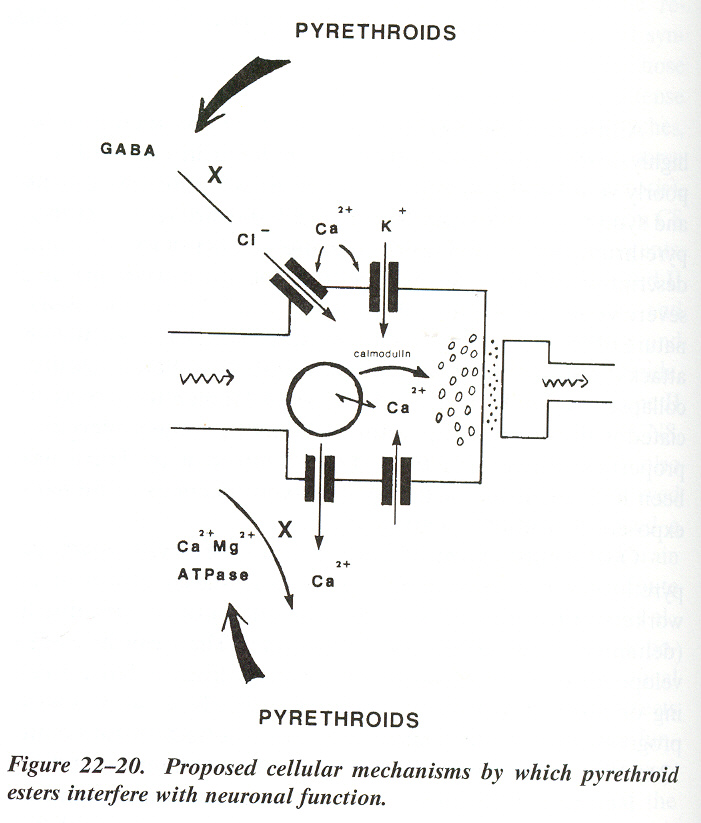 PYRETHROIDS
GABA
X
Cl⁻
Ca²⁺
K⁺
calmodulin
Ca²⁺
Ca²⁺Mg²⁺
ATPase
X
Ca²⁺
PYRETHROIDS
Figure 22–20. Proposed cellular mechanisms by which pyrethroid
esters interfere with neuronal function.